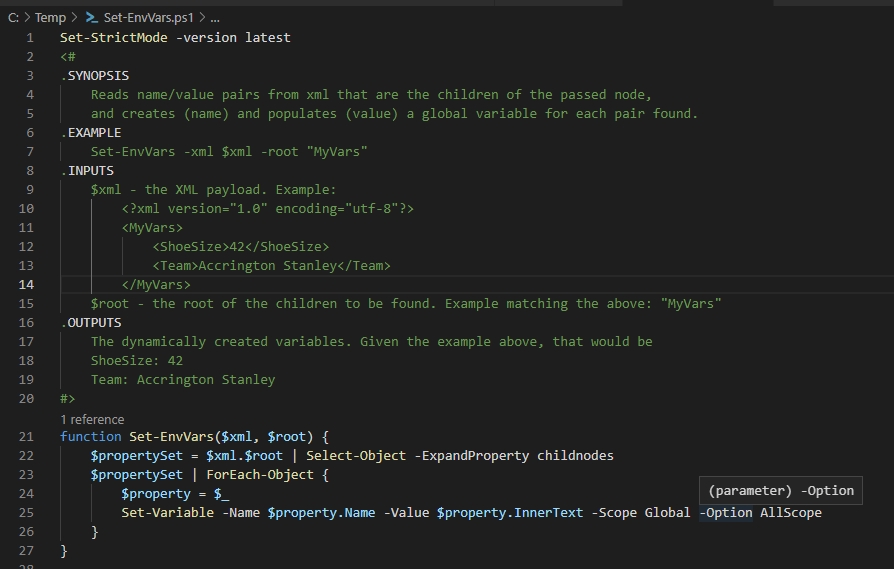 C: > Temp > Set-EnvVars.ps1 > ...
1 Set-StrictMode -version latest
2 <#
3 .SYNOPSIS
4 Reads name/value pairs from xml that are the children of the passed node,
5 and creates (name) and populates (value) a global variable for each pair found.
6 .EXAMPLE
7 Set-EnvVars -xml $xml -root "MyVars"
8 .INPUTS
9 $xml - the XML payload. Example:
10 <?xml version="1.0" encoding="utf-8"?>
11 <MyVars>
12 <ShoeSize>42</ShoeSize>
13 <Team>Accrington Stanley</Team>
14 </MyVars>
15 $root - the root of the children to be found. Example matching the above: "MyVars"
16 .OUTPUTS
17 The dynamically created variables. Given the example above, that would be
18 ShoeSize: 42
19 Team: Accrington Stanley
20 #>
1 reference
21 function Set-EnvVars($xml, $root) {
22 $propertySet = $xml.$root | Select-Object -ExpandProperty childnodes
23 $propertySet | ForEach-Object {
(parameter) -Option
24 $property = $_
25 Set-Variable -Name $property.Name -Value $property.InnerText -Scope Global -Option AllScope
26 }
27 }
28